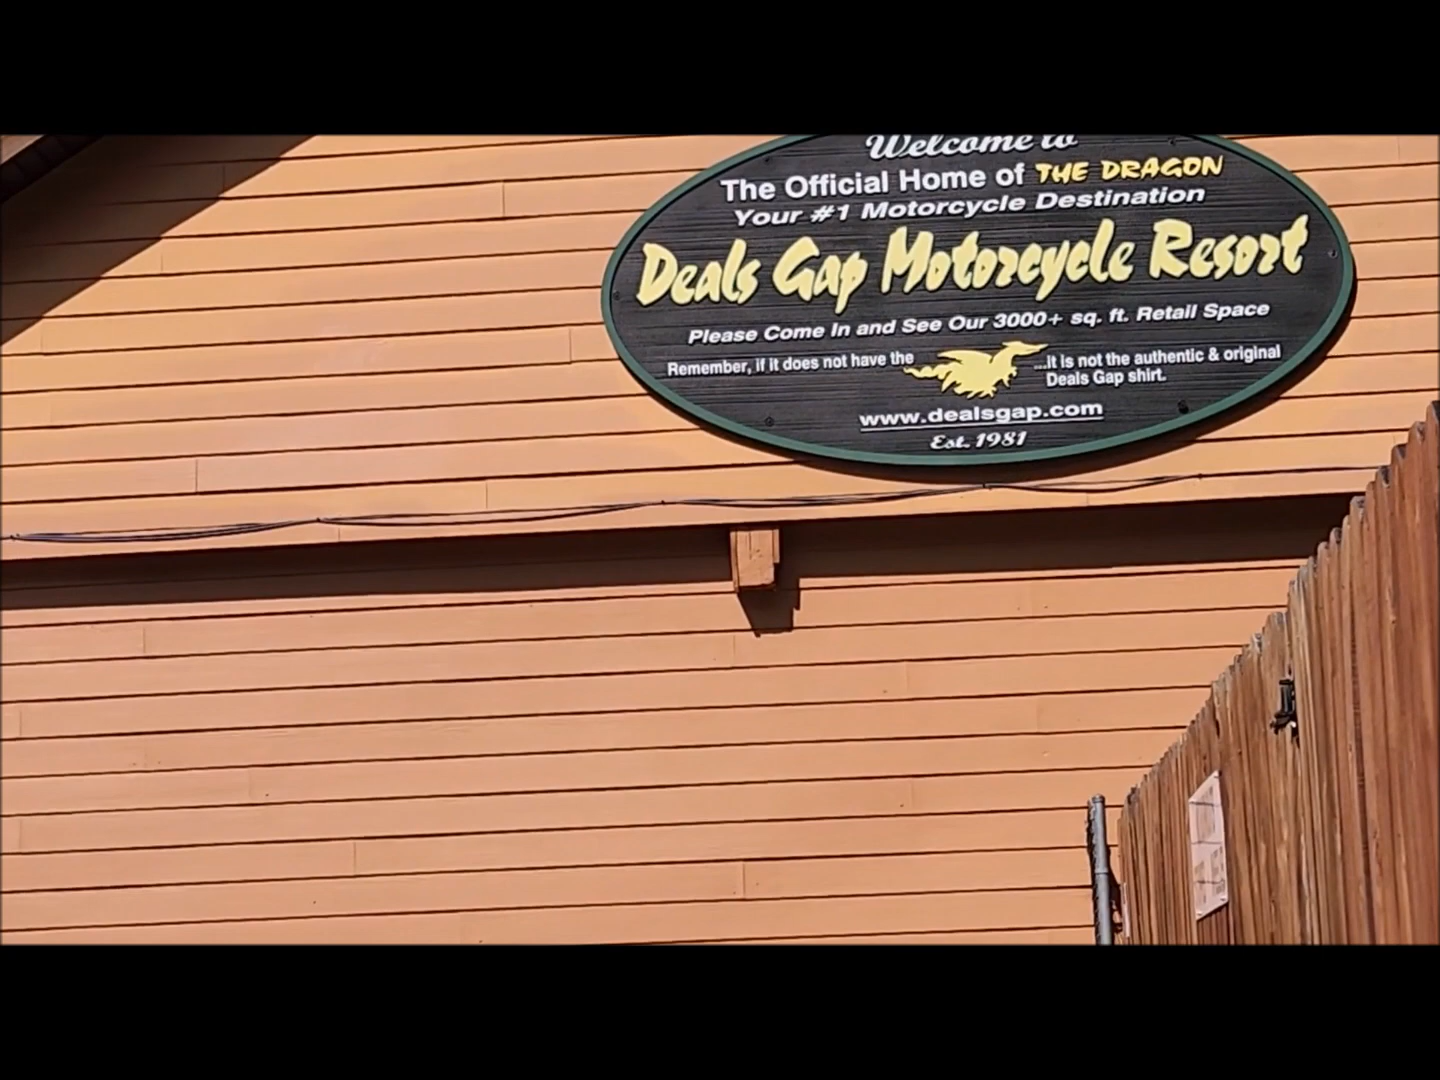 Welcome to
The Official Home of THE DRAGON
Your #1 Motorcycle Destination
Deals Gap Motorcycle Resort
Please Come In and See Our 3000+ sq. ft. Retail Space
Remember, if it does not have the ...it is not the authentic & original
Deals Gap shirt.
www.dealsgap.com
Est. 1981